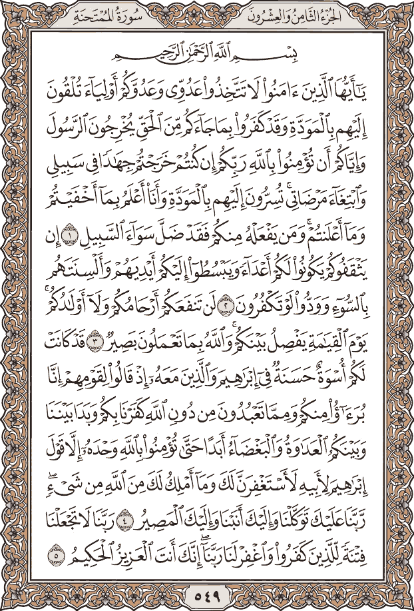 الجزء الثامن والعشرون سورة الممتحنة
بِسْمِ ٱللَّهِ ٱلرَّحْمَٰنِ ٱلرَّحِيمِ
يَٰٓأَيُّهَا ٱلَّذِينَ ءَامَنُوا۟ لَا تَتَّخِذُوا۟ عَدُوِّى وَعَدُوَّكُمْ أَوْلِيَآءَ تُلْقُونَ
إِلَيْهِم بِٱلْمَوَدَّةِ وَقَدْ كَفَرُوا۟ بِمَا جَآءَكُم مِّنَ ٱلْحَقِّ يُخْرِجُونَ ٱلرَّسُولَ
وَإِيَّاكُمْ أَن تُؤْمِنُوا۟ بِٱللَّهِ رَبِّكُمْ إِن كُنتُمْ خَرَجْتُمْ جِهَٰدًا فِى سَبِيلِى
وَٱبْتِغَآءَ مَرْضَاتِى ۚ تُسِرُّونَ إِلَيْهِم بِٱلْمَوَدَّةِ وَأَنَا۠ أَعْلَمُ بِمَآ أَخْفَيْتُمْ
وَمَآ أَعْلَنتُمْ ۚ وَمَن يَفْعَلْهُ مِنكُمْ فَقَدْ ضَلَّ سَوَآءَ ٱلسَّبِيلِ ١ إِن
يَثْقَفُوكُمْ يَكُونُوا۟ لَكُمْ أَعْدَآءً وَيَبْسُطُوٓا۟ إِلَيْكُمْ أَيْدِيَهُمْ وَأَلْسِنَتَهُم
بِٱلسُّوٓءِ وَوَدُّوا۟ لَوْ تَكْفُرُونَ ٢ لَن تَنفَعَكُمْ أَرْحَامُكُمْ وَلَآ أَوْلَٰدُكُمْ ۚ
يَوْمَ ٱلْقِيَٰمَةِ يَفْصِلُ بَيْنَكُمْ ۚ وَٱللَّهُ بِمَا تَعْمَلُونَ بَصِيرٌ ٣ قَدْ كَانَتْ
لَكُمْ أُسْوَةٌ حَسَنَةٌ فِىٓ إِبْرَٰهِيمَ وَٱلَّذِينَ مَعَهُۥٓ إِذْ قَالُوا۟ لِقَوْمِهِمْ إِنَّا
بُرَءَٰٓؤُا۟ مِنكُمْ وَمِمَّا تَعْبُدُونَ مِن دُونِ ٱللَّهِ كَفَرْنَا بِكُمْ وَبَدَا بَيْنَنَا
وَبَيْنَكُمُ ٱلْعَدَٰوَةُ وَٱلْبَغْضَآءُ أَبَدًا حَتَّىٰ تُؤْمِنُوا۟ بِٱللَّهِ وَحْدَهُۥٓ إِلَّا قَوْلَ
إِبْرَٰهِيمَ لِأَبِيهِ لَأَسْتَغْفِرَنَّ لَكَ وَمَآ أَمْلِكُ لَكَ مِنَ ٱللَّهِ مِن شَىْءٍ ۖ
رَّبَّنَا عَلَيْكَ تَوَكَّلْنَا وَإِلَيْكَ أَنَبْنَا وَإِلَيْكَ ٱلْمَصِيرُ ٤ رَبَّنَا لَا تَجْعَلْنَا
فِتْنَةً لِّلَّذِينَ كَفَرُوا۟ وَٱغْفِرْ لَنَا رَبَّنَآ ۖ إِنَّكَ أَنتَ ٱلْعَزِيزُ ٱلْحَكِيمُ ٥
٥٤٩